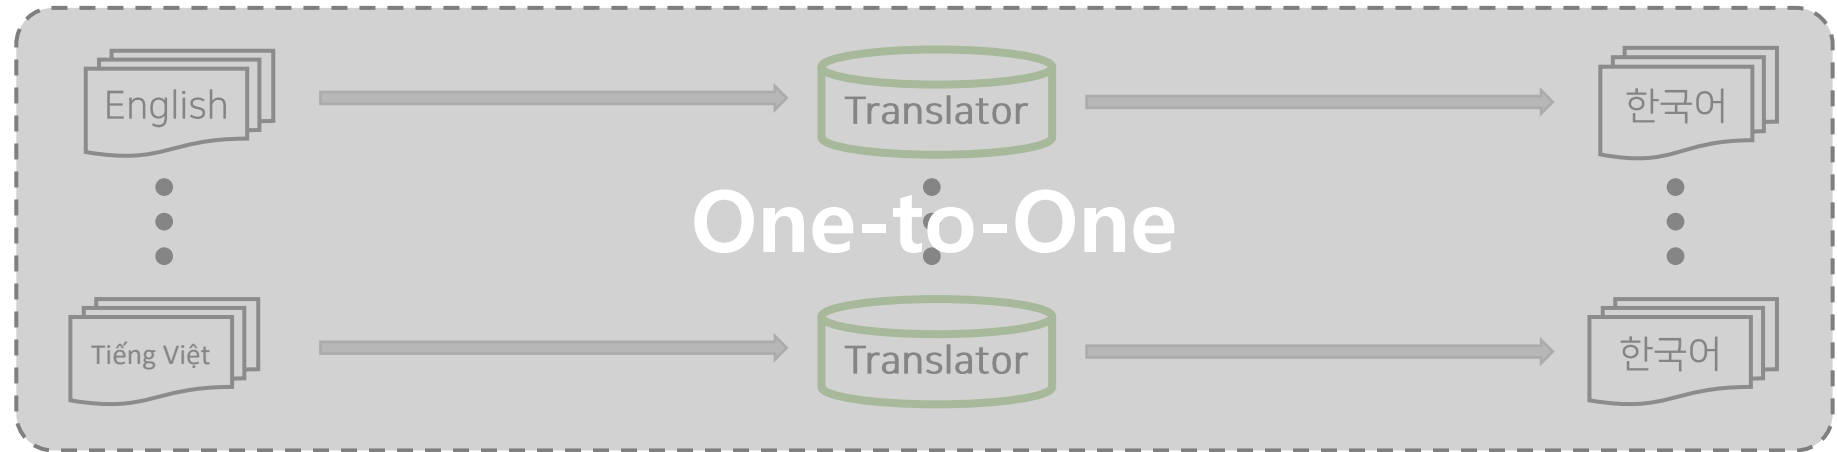 English
Translator
한국어
One-to-One
Tiếng Việt
Translator
한국어